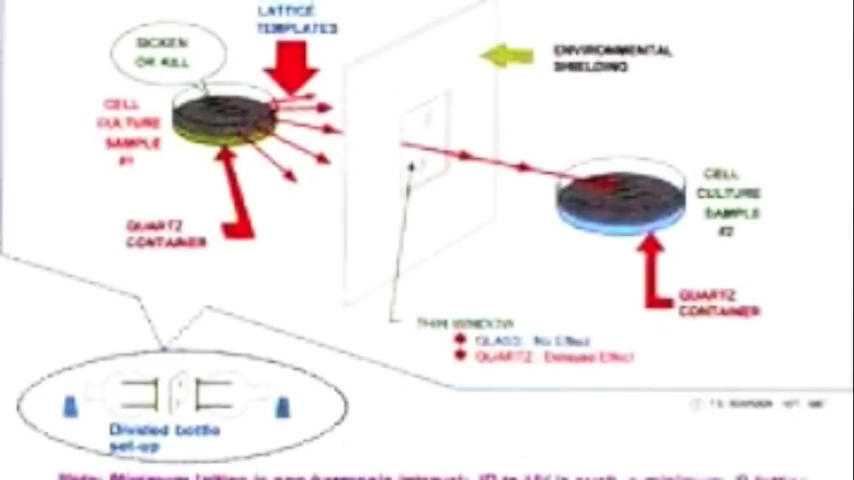 LATTICE
TEMPLATES
SICKEN
OR KILL
ENVIRONMENTAL
SHIELDING
CELL
CULTURE
SAMPLE
#1
CELL
CULTURE
SAMPLE
#2
QUARTZ
CONTAINER
QUARTZ
CONTAINER
THIN WINDOW
GLASS: No Effect
QUARTZ: Delayed Effect
Divided bottle
set-up